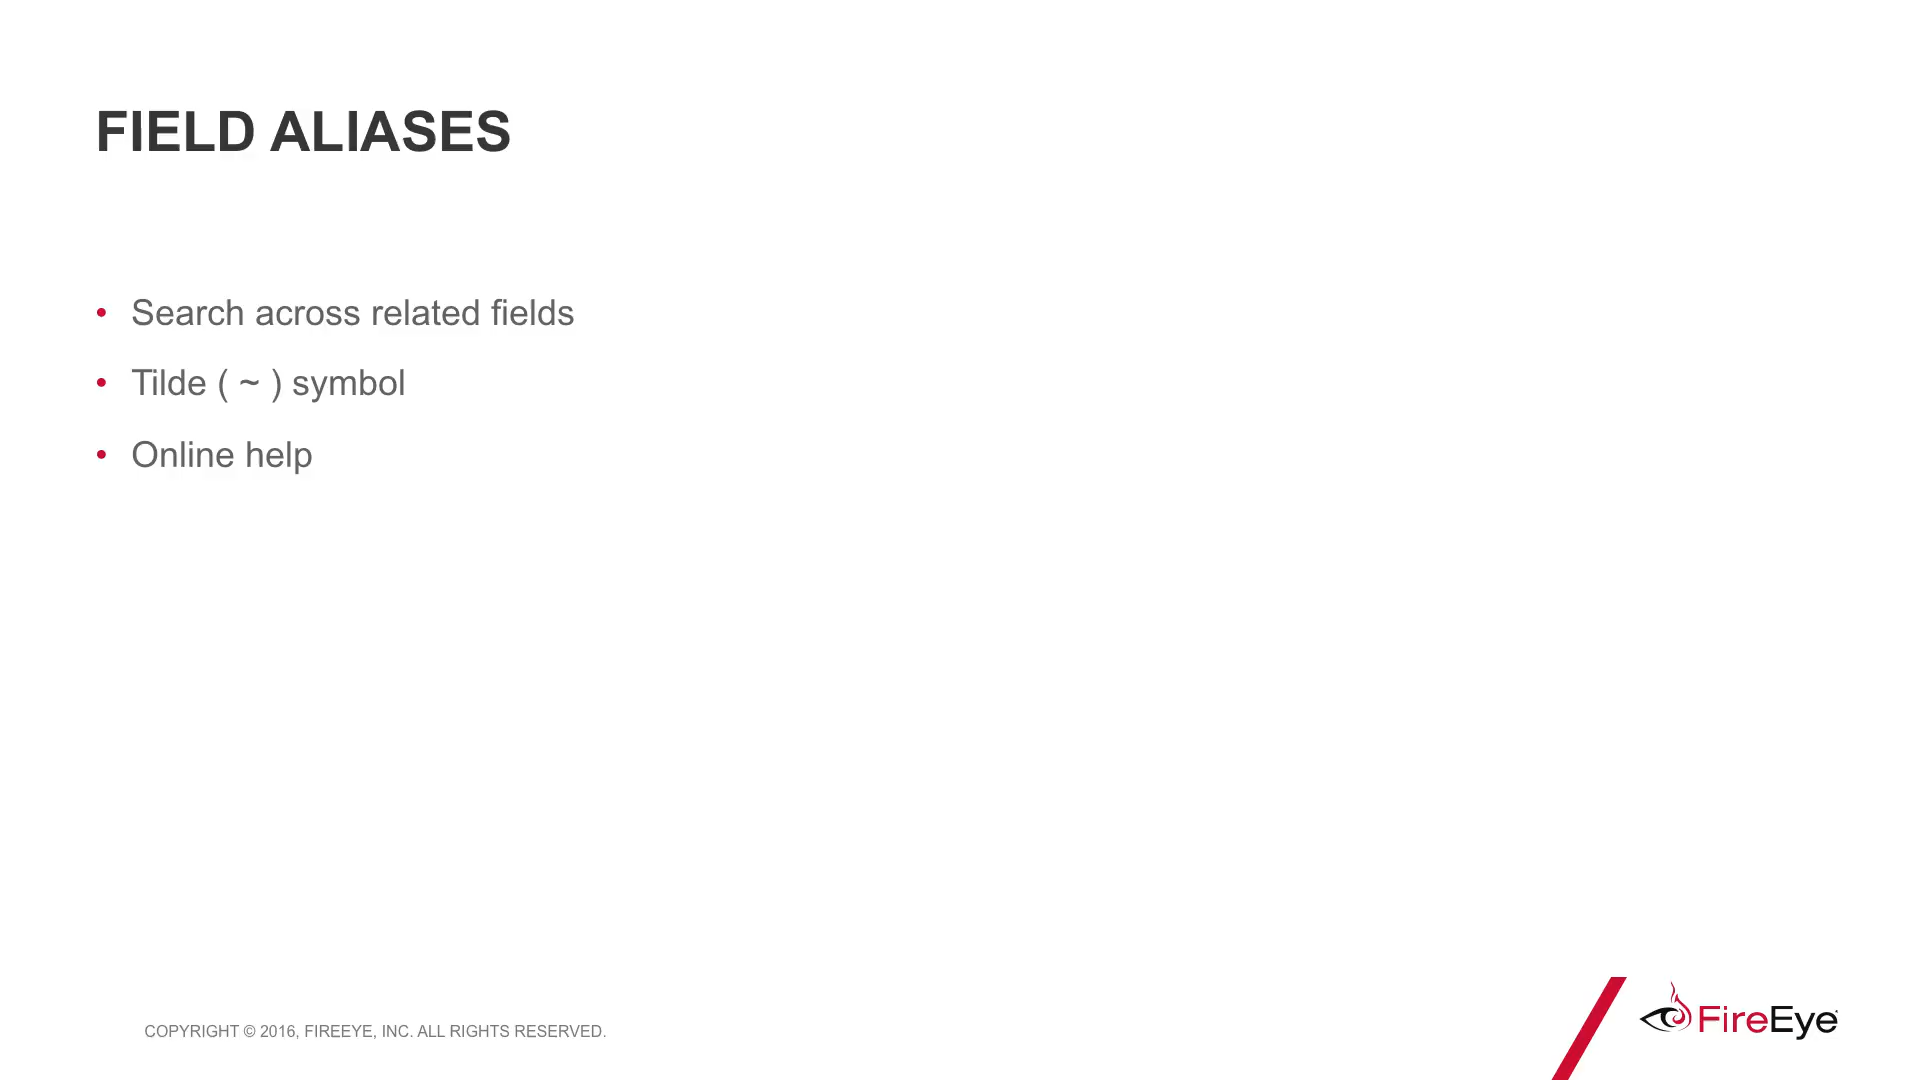 FIELD ALIASES
• Search across related fields
• Tilde ( ~ ) symbol
• Online help
COPYRIGHT © 2016, FIREEYE, INC. ALL RIGHTS RESERVED.
FireEye